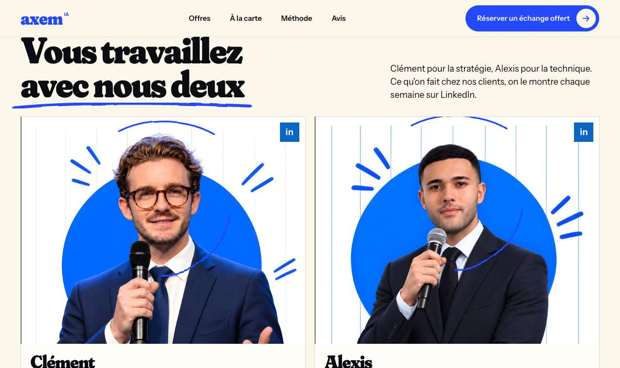 axem IA
Offres
À la carte
Méthode
Avis
Réserver un échange offert
Vous travaillez
avec nous deux
Clément pour la stratégie, Alexis pour la technique.
Ce qu'on fait chez nos clients, on le montre chaque
semaine sur LinkedIn.
in
in
Clément
Alexis